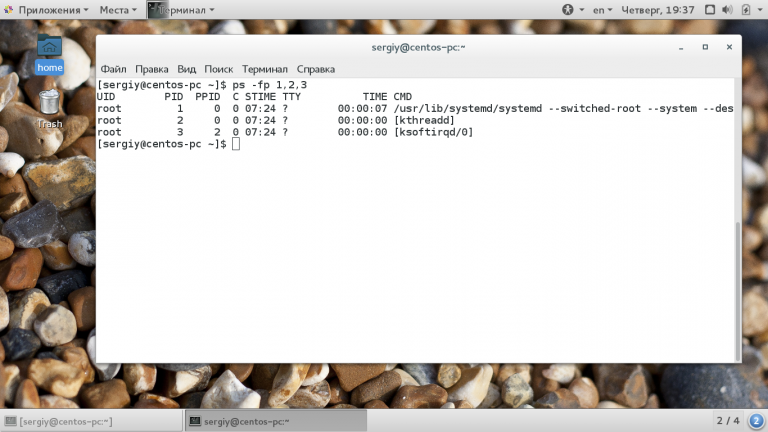 Приложения Места Терминал en Четверг, 19:37
home
Trash
sergiy@centos-pc:~
Файл Правка Вид Поиск Терминал Справка
[sergiy@centos-pc ~]$ ps -fp 1,2,3
UID        PID  PPID  C STIME TTY          TIME CMD
root         1     0  0 07:24 ?        00:00:07 /usr/lib/systemd/systemd --switched-root --system --des
root         2     0  0 07:24 ?        00:00:00 [kthreadd]
root         3     2  0 07:24 ?        00:00:00 [ksoftirqd/0]
[sergiy@centos-pc ~]$
[sergiy@centos-pc:~] sergiy@centos-pc:~ 2 / 4 2